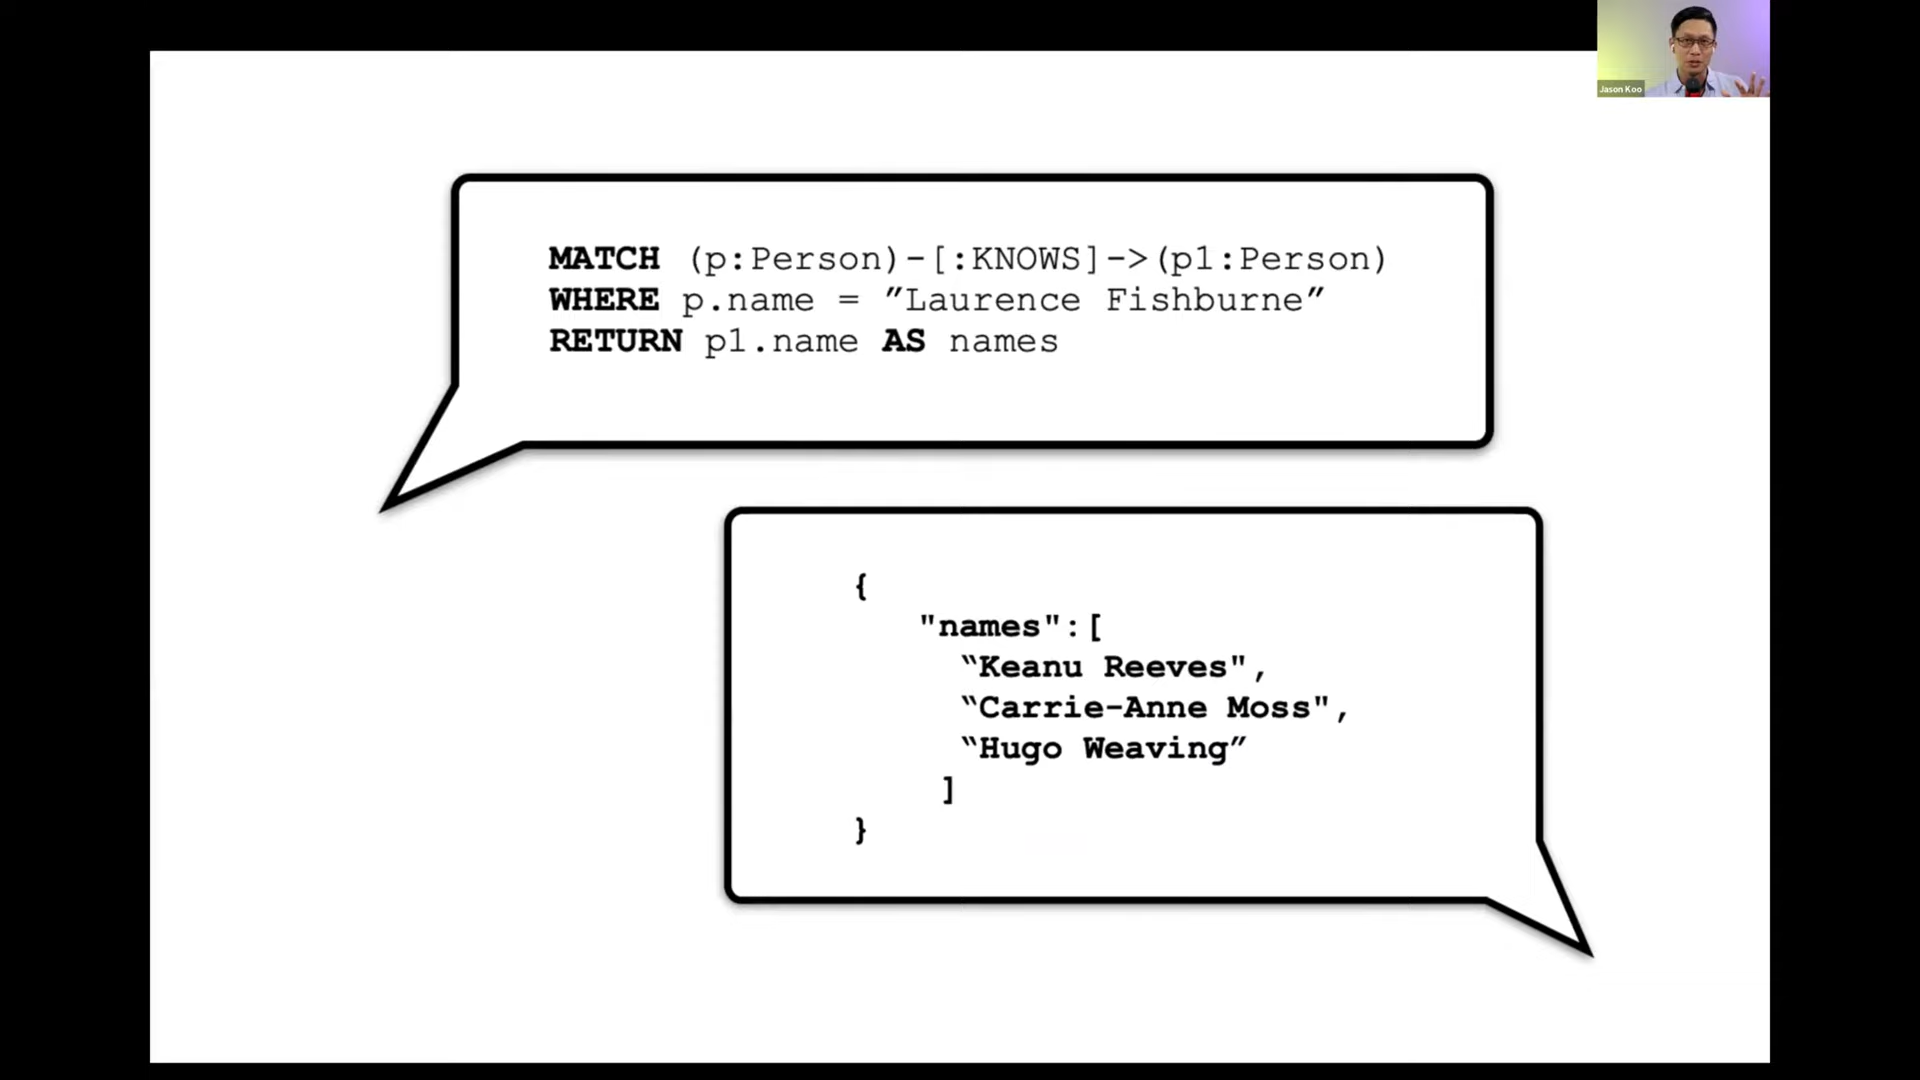 Jason Koo
MATCH (p:Person)-[:KNOWS]->(p1:Person)
WHERE p.name = ”Laurence Fishburne”
RETURN p1.name AS names
{
"names":[
“Keanu Reeves",
“Carrie-Anne Moss",
“Hugo Weaving”
]
}